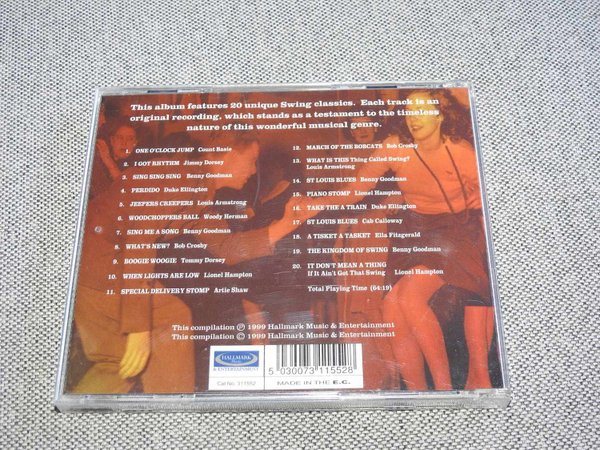 This album features 20 unique Swing classics. Each track is an
original recording, which stands as a testament to the timeless
nature of this wonderful musical genre.
1. ONE O'CLOCK JUMP Count Basie
2. I GOT RHYTHM Jimmy Dorsey
3. SING SING SING Benny Goodman
4. PERDIDO Duke Ellington
5. JEEPERS CREEPERS Louis Armstrong
6. WOODCHOPPERS BALL Woody Herman
7. SING ME A SONG Benny Goodman
8. WHAT'S NEW? Bob Crosby
9. BOOGIE WOOGIE Tommy Dorsey
10. WHEN LIGHTS ARE LOW Lionel Hampton
11. SPECIAL DELIVERY STOMP Artie Shaw
12. MARCH OF THE BOBCATS Bob Crosby
13. WHAT IS THIS Thing Called Swing?
Louis Armstrong
14. ST LOUIS BLUES Benny Goodman
15. PIANO STOMP Lionel Hampton
16. TAKE THE A TRAIN Duke Ellington
17. ST LOUIS BLUES Cab Calloway
18. A TISKET A TASKET Ella Fitzgerald
19. THE KINGDOM OF SWING Benny Goodman
20. IT DON'T MEAN A THING
If It Ain't Got That Swing Lionel Hampton
Total Playing Time (64:19)
This compilation ℗ 1999 Hallmark Music & Entertainment
This compilation © 1999 Hallmark Music & Entertainment
HALLMARK
Music
& ENTERTAINMENT
Cat No: 311552
5 030073 115528
MADE IN THE E.C.